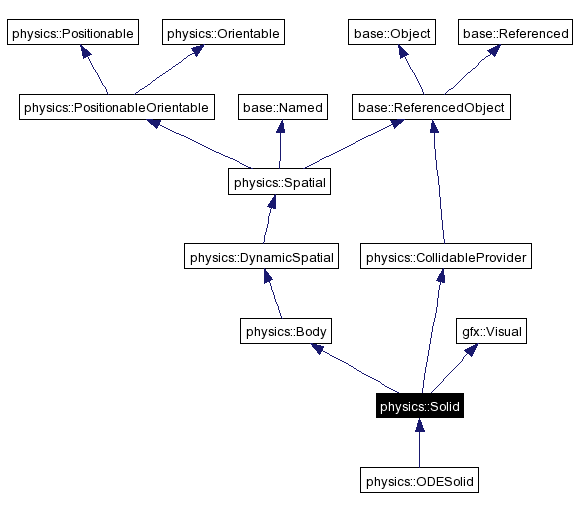 physics::Positionable
physics::Orientable
base::Object
base::Referenced
physics::PositionableOrientable
base::Named
base::ReferencedObject
physics::Spatial
physics::DynamicSpatial
physics::CollidableProvider
physics::Body
gfx::Visual
physics::Solid
physics::ODESolid